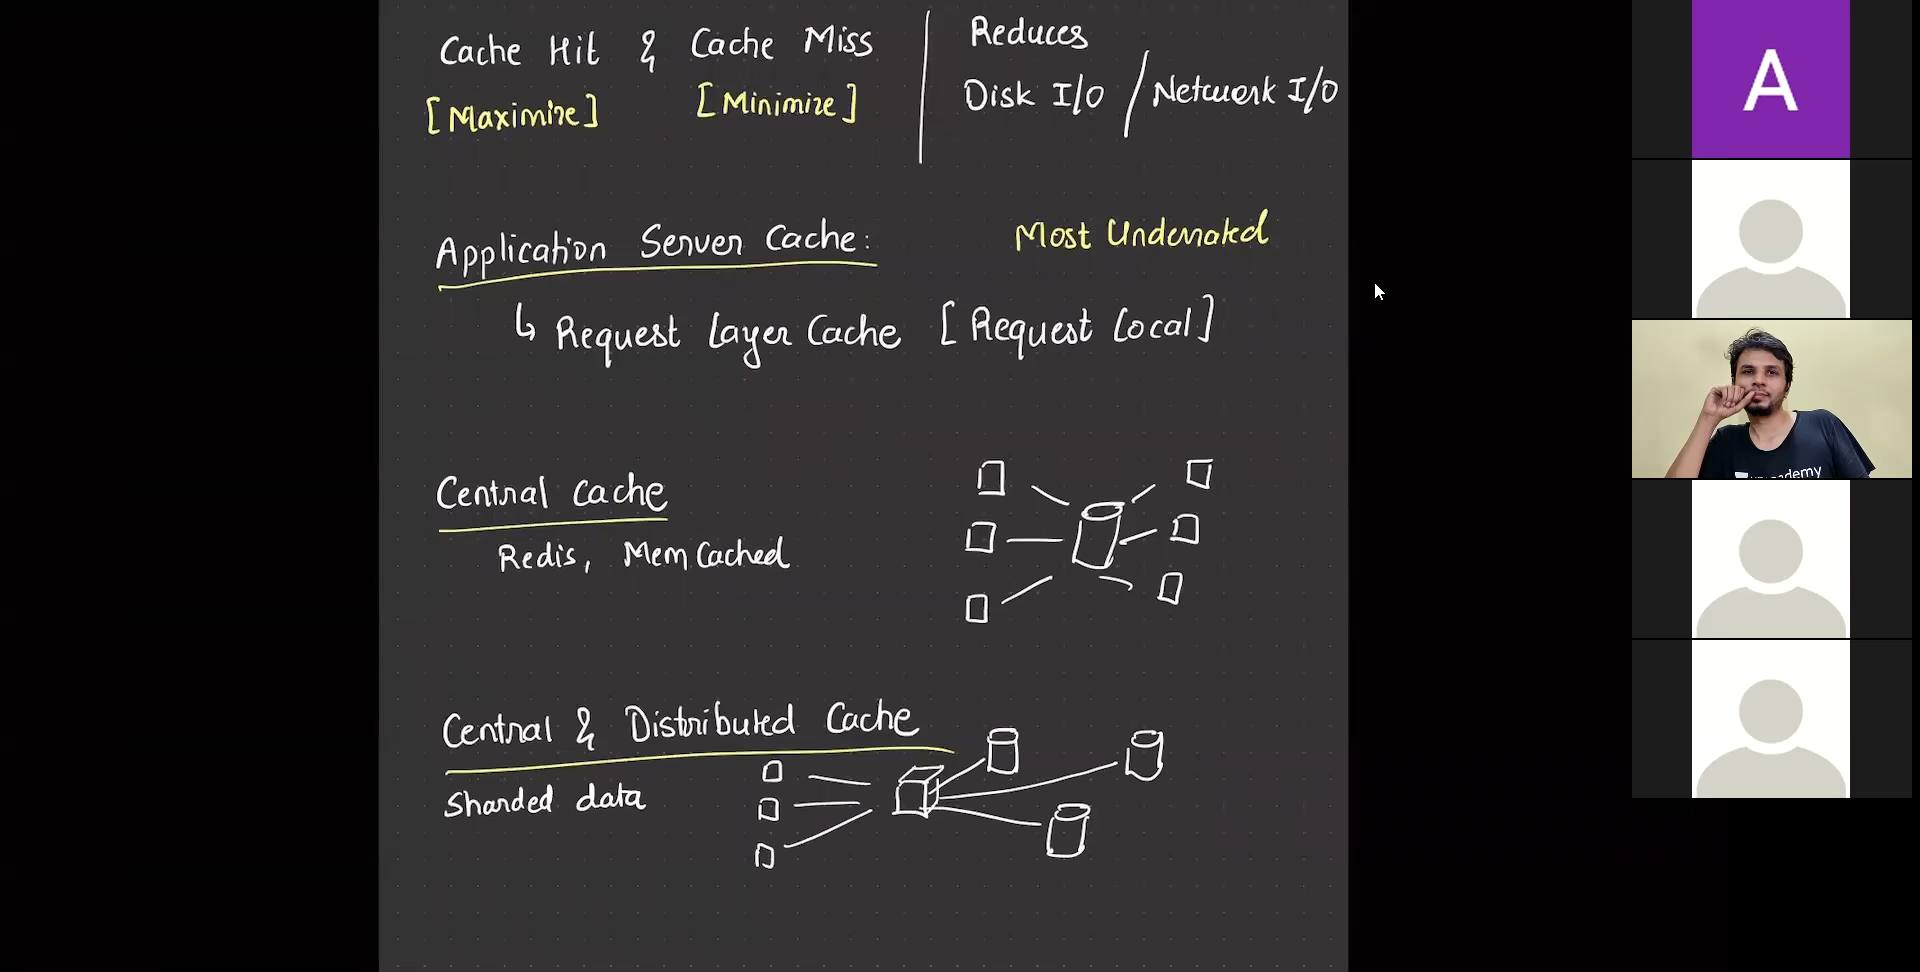 Cache Hit & Cache Miss
[Maximize] [Minimize]
Reduces
Disk I/O / Network I/O
Application Server Cache: Most Underrated
↳ Request Layer Cache [Request Local]
Central Cache
Redis, MemCached
Central & Distributed Cache
Sharded data
A